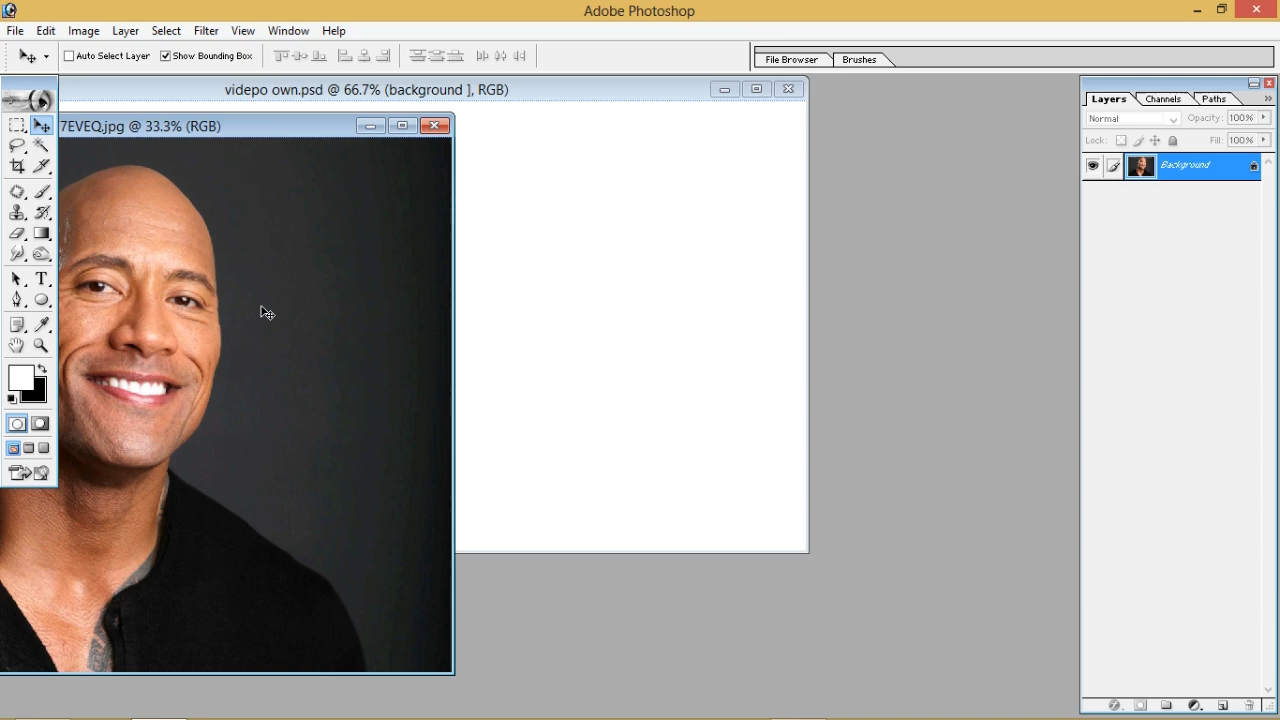 Adobe Photoshop
File Edit Image Layer Select Filter View Window Help
Auto Select Layer Show Bounding Box File Browser Brushes
videpo own.psd @ 66.7% (background ], RGB)
7EVEQ.jpg @ 33.3% (RGB)
Layers Channels Paths
Normal Opacity: 100%
Lock: Fill: 100%
Background
T